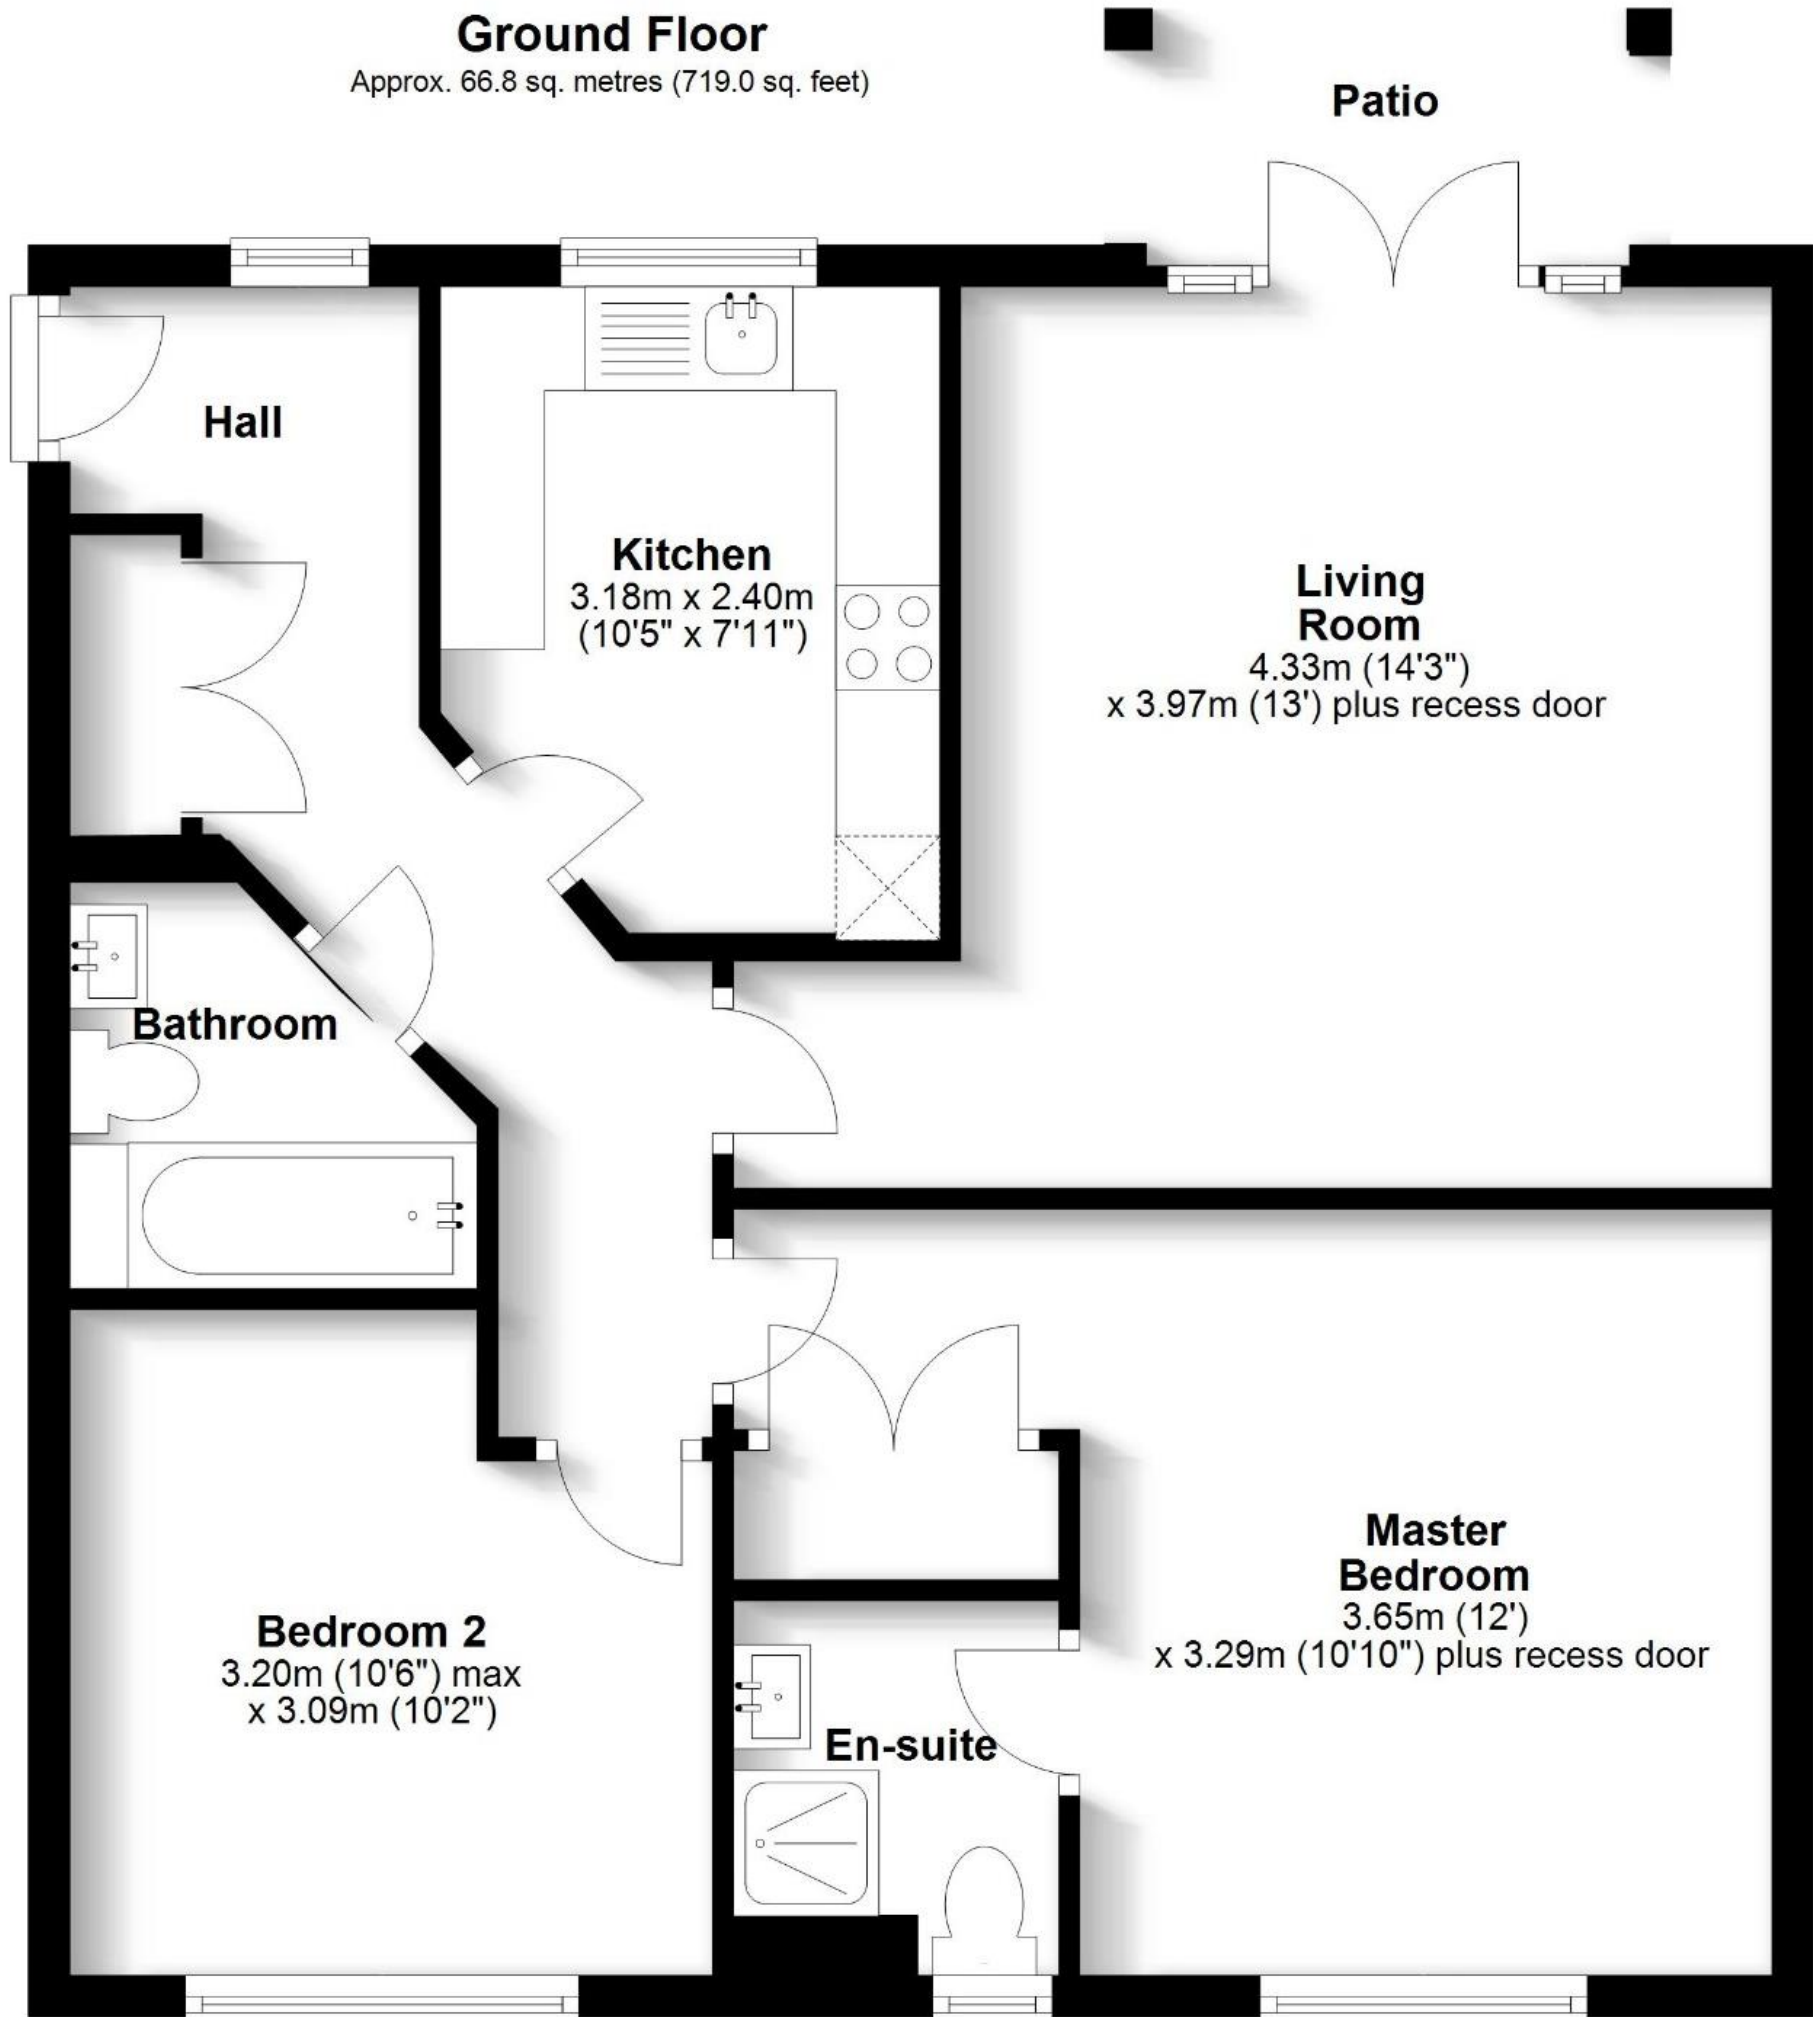 Ground Floor
Approx. 66.8 sq. metres (719.0 sq. feet)
Patio
Hall
Kitchen
3.18m x 2.40m
(10'5" x 7'11")
Living
Room
4.33m (14'3")
x 3.97m (13') plus recess door
Bathroom
Master
Bedroom
3.65m (12')
x 3.29m (10'10") plus recess door
Bedroom 2
3.20m (10'6") max
x 3.09m (10'2")
En-suite